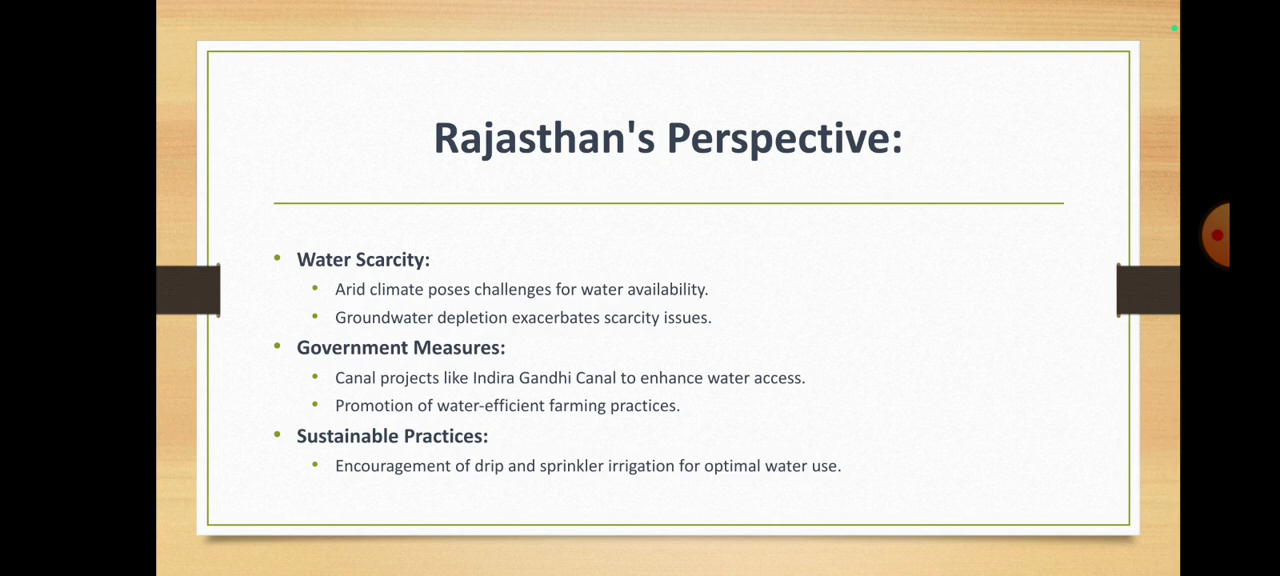 Rajasthan's Perspective:
Water Scarcity:
Arid climate poses challenges for water availability.
Groundwater depletion exacerbates scarcity issues.
Government Measures:
Canal projects like Indira Gandhi Canal to enhance water access.
Promotion of water-efficient farming practices.
Sustainable Practices:
Encouragement of drip and sprinkler irrigation for optimal water use.